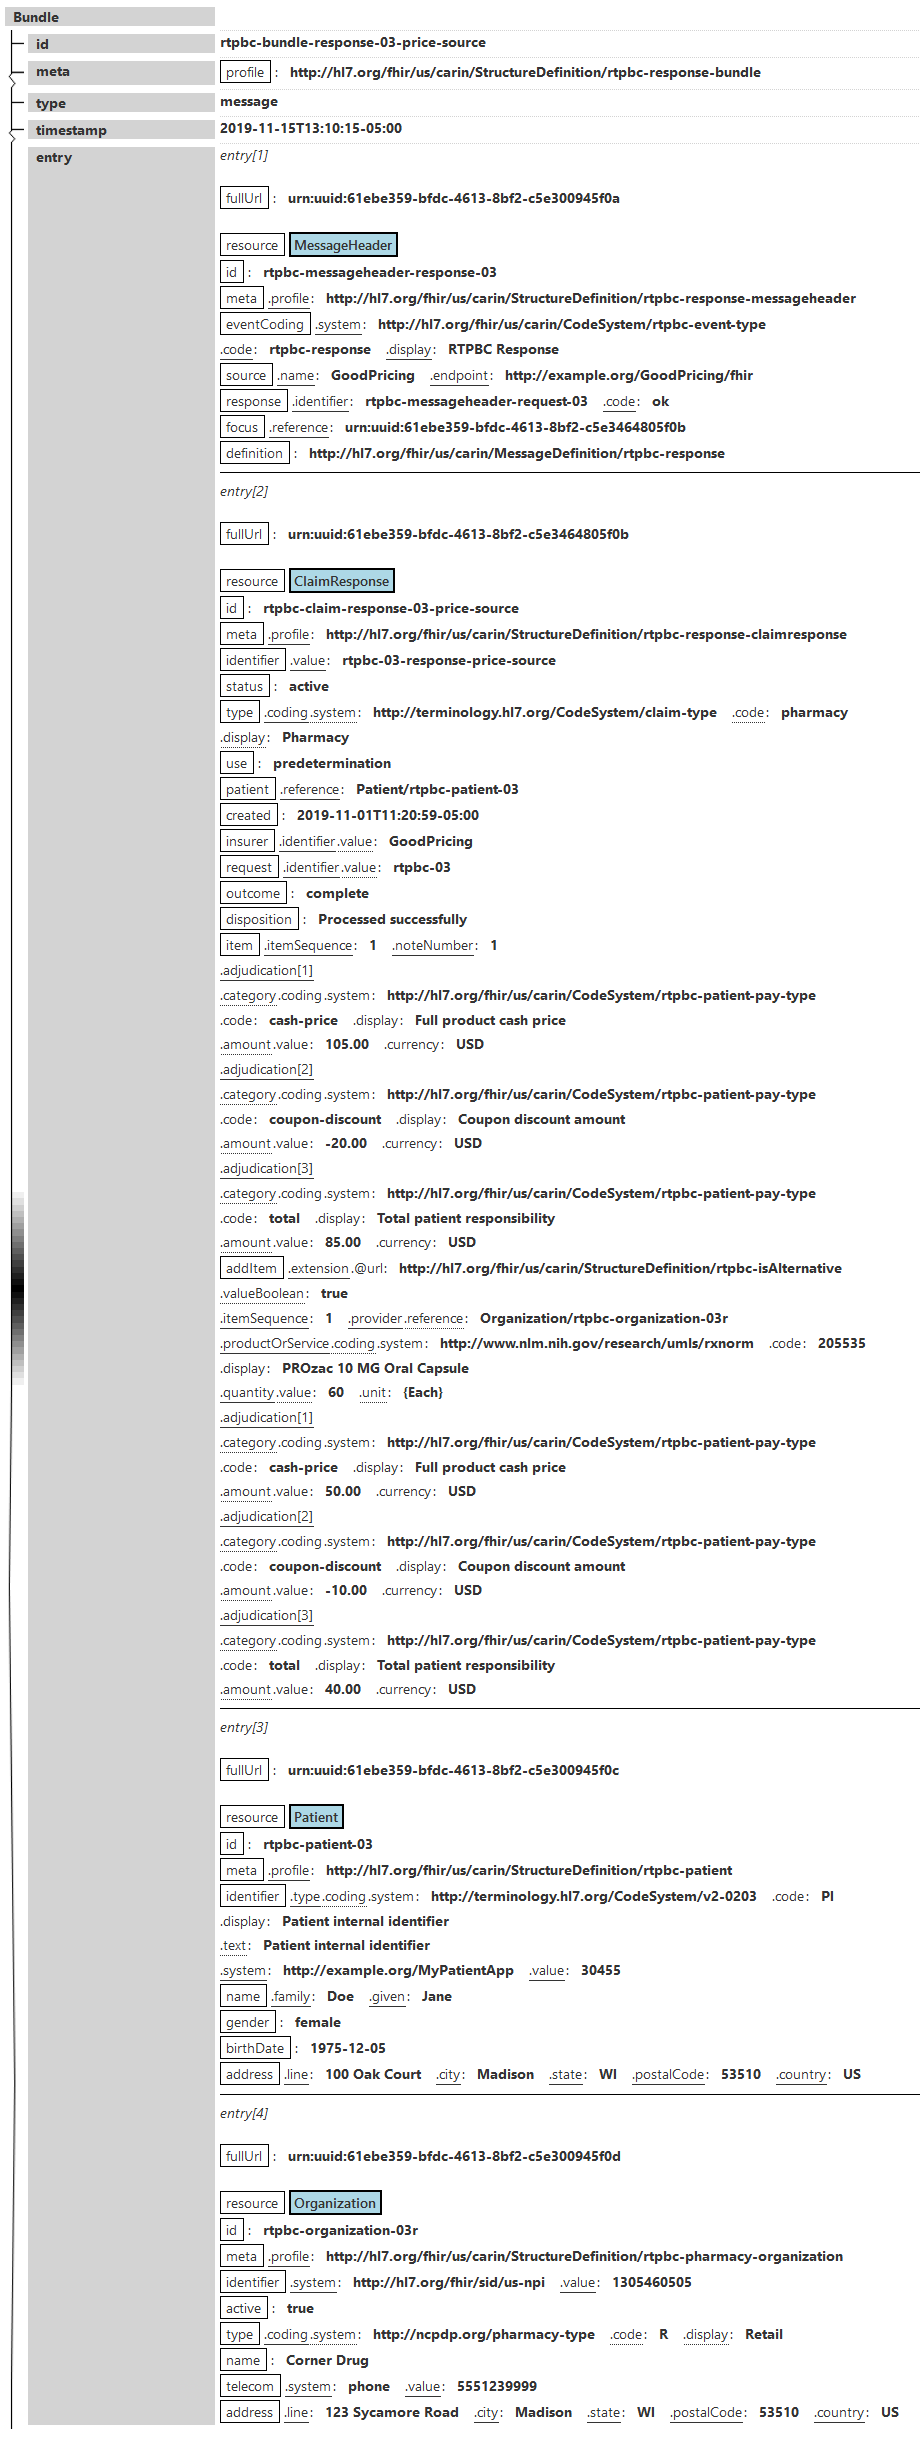 Bundle
id rtpbc-bundle-response-03-price-source
meta profile : http://hl7.org/fhir/us/carin/StructureDefinition/rtpbc-response-bundle
type message
timestamp 2019-11-15T13:10:15-05:00
entry entry[1]
fullUrl : urn:uuid:61ebe359-bfdc-4613-8bf2-c5e300945f0a
resource MessageHeader
id : rtpbc-messageheader-response-03
meta .profile: http://hl7.org/fhir/us/carin/StructureDefinition/rtpbc-response-messageheader
eventCoding .system: http://hl7.org/fhir/us/carin/CodeSystem/rtpbc-event-type
.code: rtpbc-response .display: RTPBC Response
source .name: GoodPricing .endpoint: http://example.org/GoodPricing/fhir
response .identifier: rtpbc-messageheader-request-03 .code: ok
focus .reference: urn:uuid:61ebe359-bfdc-4613-8bf2-c5e3464805f0b
definition : http://hl7.org/fhir/us/carin/MessageDefinition/rtpbc-response
entry[2]
fullUrl : urn:uuid:61ebe359-bfdc-4613-8bf2-c5e3464805f0b
resource ClaimResponse
id : rtpbc-claim-response-03-price-source
meta .profile: http://hl7.org/fhir/us/carin/StructureDefinition/rtpbc-response-claimresponse
identifier .value: rtpbc-03-response-price-source
status : active
type .coding.system: http://terminology.hl7.org/CodeSystem/claim-type .code: pharmacy
.display: Pharmacy
use : predetermination
patient .reference: Patient/rtpbc-patient-03
created : 2019-11-01T11:20:59-05:00
insurer .identifier.value: GoodPricing
request .identifier.value: rtpbc-03
outcome : complete
disposition : Processed successfully
item .itemSequence: 1 .noteNumber: 1
.adjudication[1]
.category.coding.system: http://hl7.org/fhir/us/carin/CodeSystem/rtpbc-patient-pay-type
.code: cash-price .display: Full product cash price
.amount.value: 105.00 .currency: USD
.adjudication[2]
.category.coding.system: http://hl7.org/fhir/us/carin/CodeSystem/rtpbc-patient-pay-type
.code: coupon-discount .display: Coupon discount amount
.amount.value: -20.00 .currency: USD
.adjudication[3]
.category.coding.system: http://hl7.org/fhir/us/carin/CodeSystem/rtpbc-patient-pay-type
.code: total .display: Total patient responsibility
.amount.value: 85.00 .currency: USD
addItem .extension.@url: http://hl7.org/fhir/us/carin/StructureDefinition/rtpbc-isAlternative
.valueBoolean: true
.itemSequence: 1 .provider.reference: Organization/rtpbc-organization-03r
.productOrService.coding.system: http://www.nlm.nih.gov/research/umls/rxnorm .code: 205535
.display: PROzac 10 MG Oral Capsule
.quantity.value: 60 .unit: {Each}
.adjudication[1]
.category.coding.system: http://hl7.org/fhir/us/carin/CodeSystem/rtpbc-patient-pay-type
.code: cash-price .display: Full product cash price
.amount.value: 50.00 .currency: USD
.adjudication[2]
.category.coding.system: http://hl7.org/fhir/us/carin/CodeSystem/rtpbc-patient-pay-type
.code: coupon-discount .display: Coupon discount amount
.amount.value: -10.00 .currency: USD
.adjudication[3]
.category.coding.system: http://hl7.org/fhir/us/carin/CodeSystem/rtpbc-patient-pay-type
.code: total .display: Total patient responsibility
.amount.value: 40.00 .currency: USD
entry[3]
fullUrl : urn:uuid:61ebe359-bfdc-4613-8bf2-c5e300945f0c
resource Patient
id : rtpbc-patient-03
meta .profile: http://hl7.org/fhir/us/carin/StructureDefinition/rtpbc-patient
identifier .type.coding.system: http://terminology.hl7.org/CodeSystem/v2-0203 .code: PI
.display: Patient internal identifier
.text: Patient internal identifier
.system: http://example.org/MyPatientApp .value: 30455
name .family: Doe .given: Jane
gender : female
birthDate : 1975-12-05
address .line: 100 Oak Court .city: Madison .state: WI .postalCode: 53510 .country: US
entry[4]
fullUrl : urn:uuid:61ebe359-bfdc-4613-8bf2-c5e300945f0d
resource Organization
id : rtpbc-organization-03r
meta .profile: http://hl7.org/fhir/us/carin/StructureDefinition/rtpbc-pharmacy-organization
identifier .system: http://hl7.org/fhir/sid/us-npi .value: 1305460505
active : true
type .coding.system: http://ncpdp.org/pharmacy-type .code: R .display: Retail
name : Corner Drug
telecom .system: phone .value: 5551239999
address .line: 123 Sycamore Road .city: Madison .state: WI .postalCode: 53510 .country: US